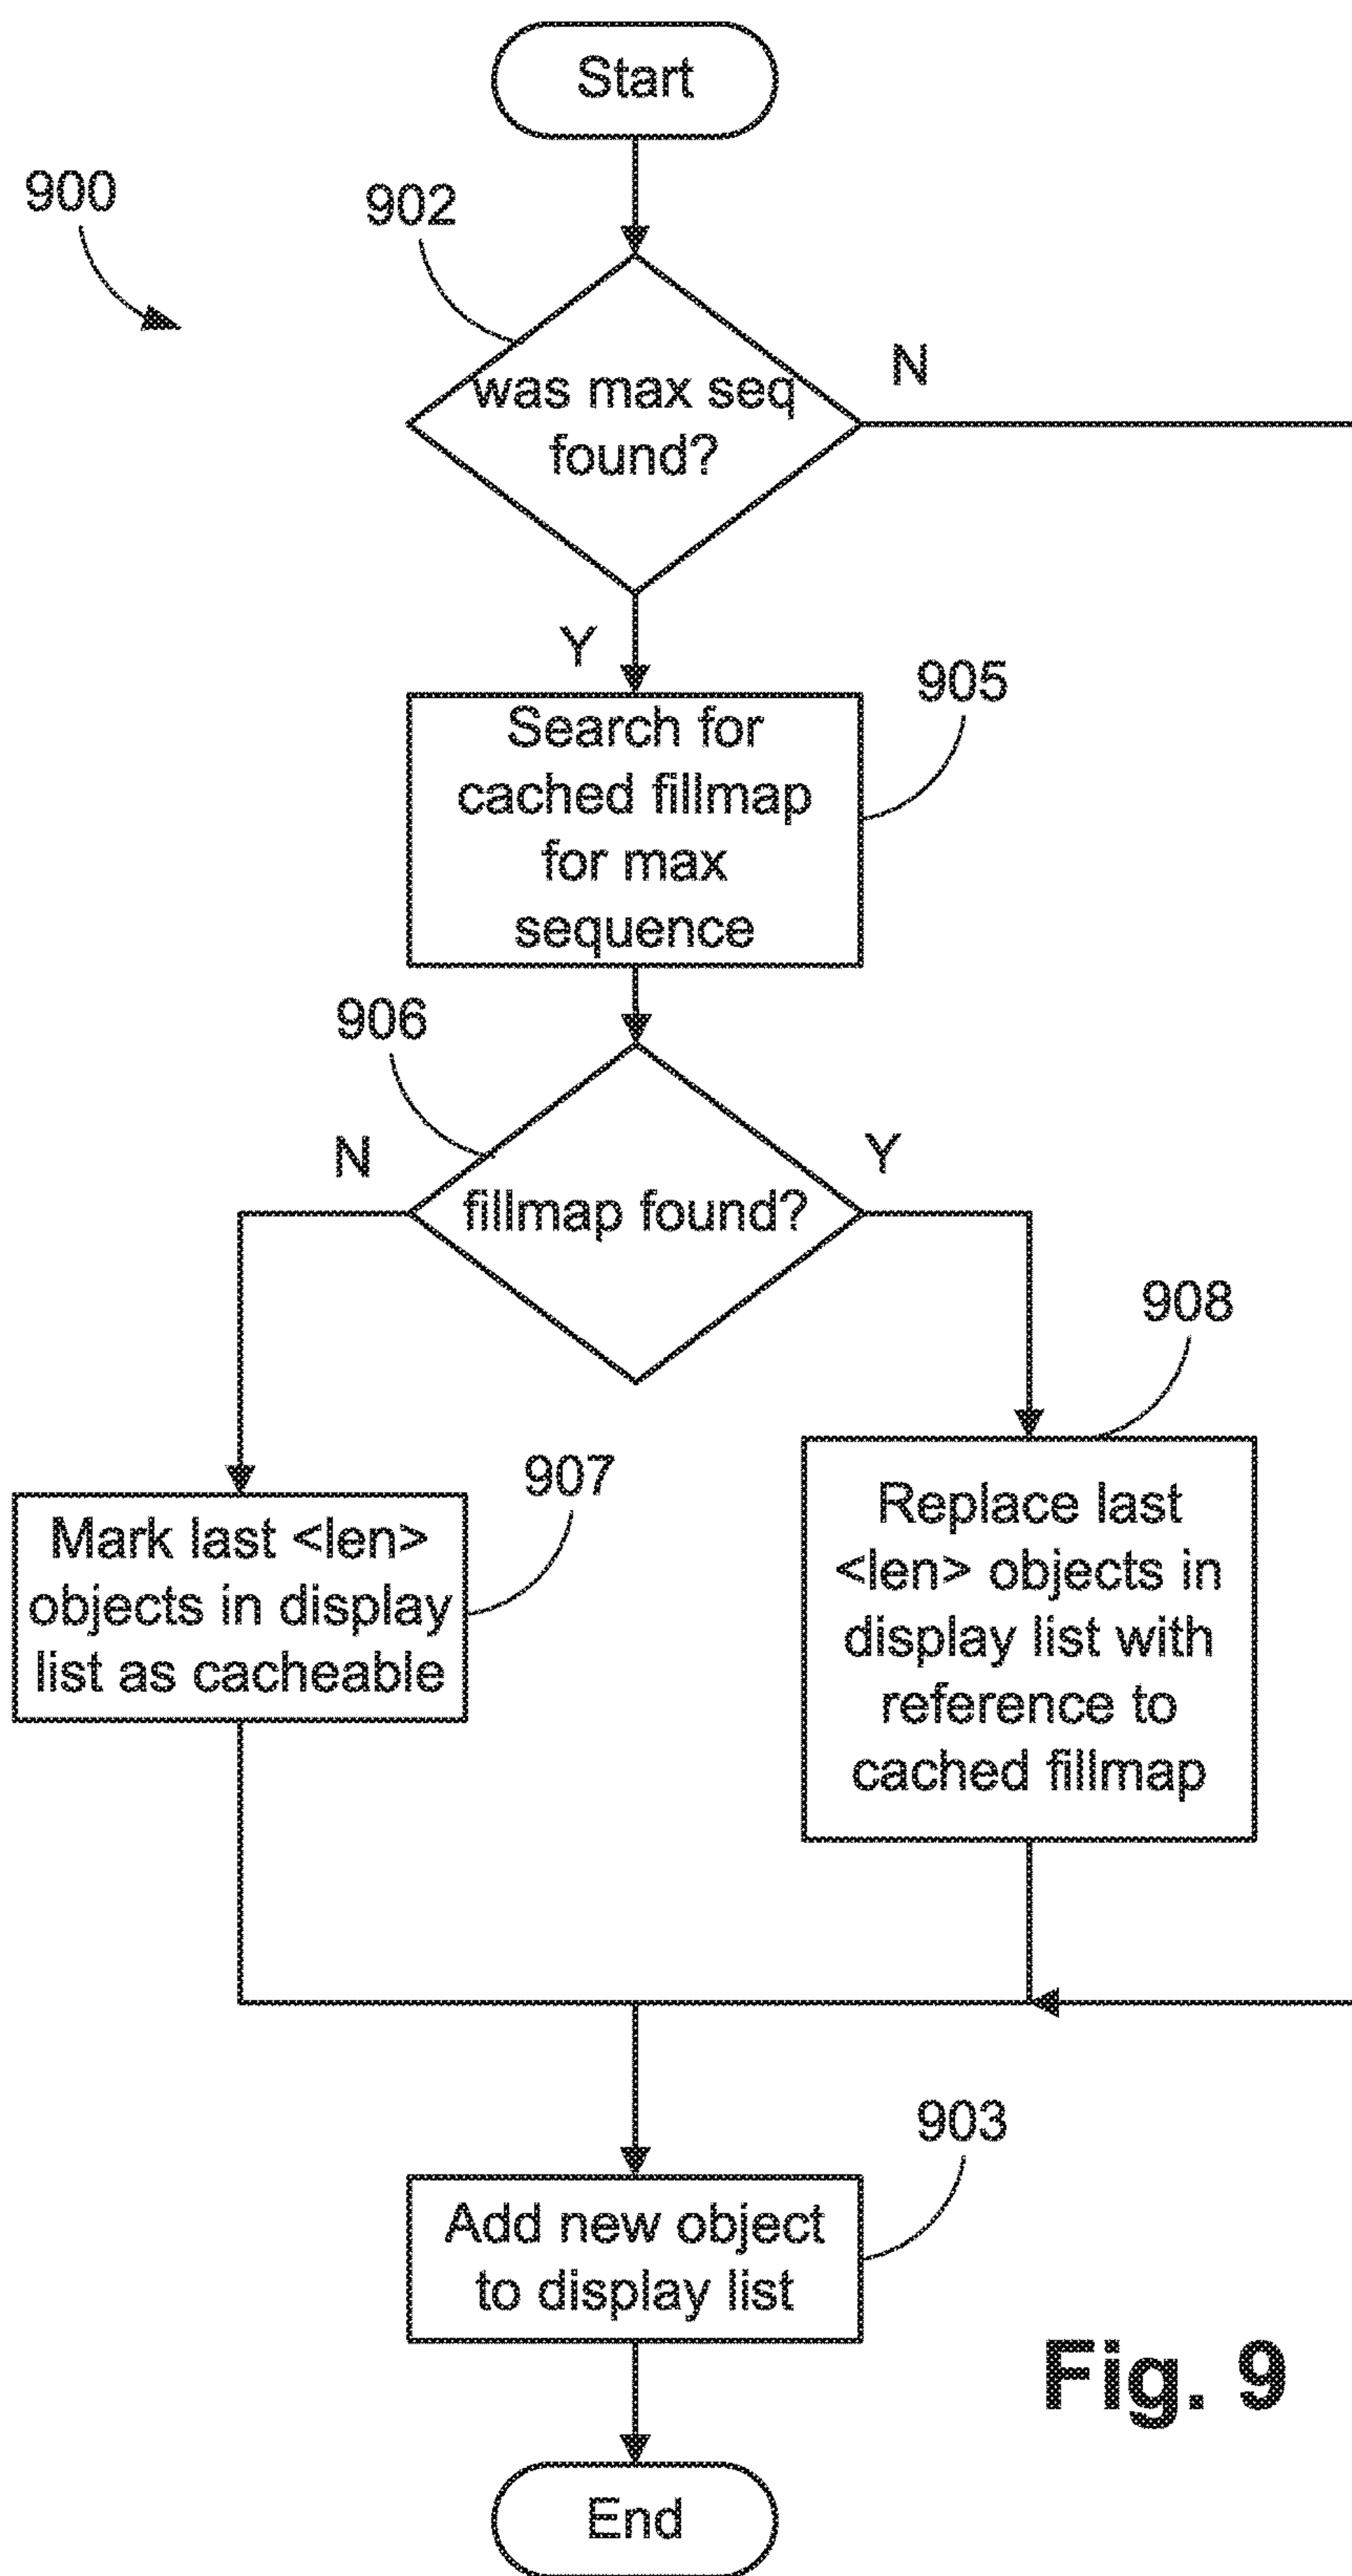 Start
900
902
was max seq
found?
N
Y
905
Search for
cached fillmap
for max
sequence
906
N
Y
fillmap found?
908
907
Mark last <len>
objects in display
list as cacheable
Replace last
<len> objects in
display list with
reference to
cached fillmap
903
Add new object
to display list
Fig. 9
End